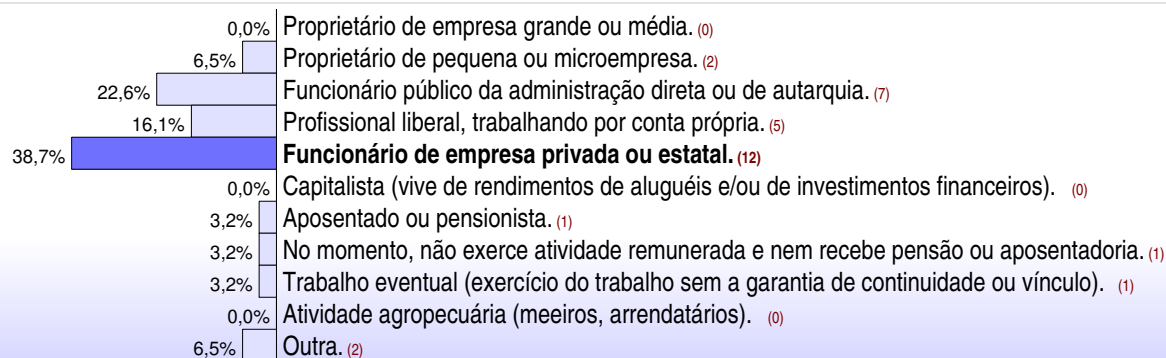 0,0% Proprietário de empresa grande ou média. (0)
6,5% Proprietário de pequena ou microempresa. (2)
22,6% Funcionário público da administração direta ou de autarquia. (7)
16,1% Profissional liberal, trabalhando por conta própria. (5)
38,7% Funcionário de empresa privada ou estatal. (12)
0,0% Capitalista (vive de rendimentos de aluguéis e/ou de investimentos financeiros). (0)
3,2% Aposentado ou pensionista. (1)
3,2% No momento, não exerce atividade remunerada e nem recebe pensão ou aposentadoria. (1)
3,2% Trabalho eventual (exercício do trabalho sem a garantia de continuidade ou vínculo). (1)
0,0% Atividade agropecuária (meeiros, arrendatários). (0)
6,5% Outra. (2)